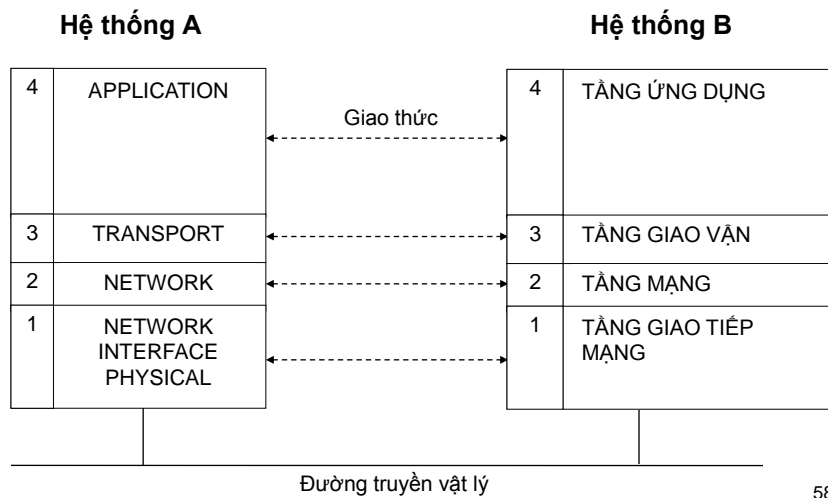 Hệ thống A
Hệ thống B
4
APPLICATION
Giao thức
4
TẦNG ỨNG DỤNG
3
TRANSPORT
3
TẦNG GIAO VẬN
2
NETWORK
2
TẦNG MẠNG
1
NETWORK
INTERFACE
PHYSICAL
1
TẦNG GIAO TIẾP
MẠNG
Đường truyền vật lý
58